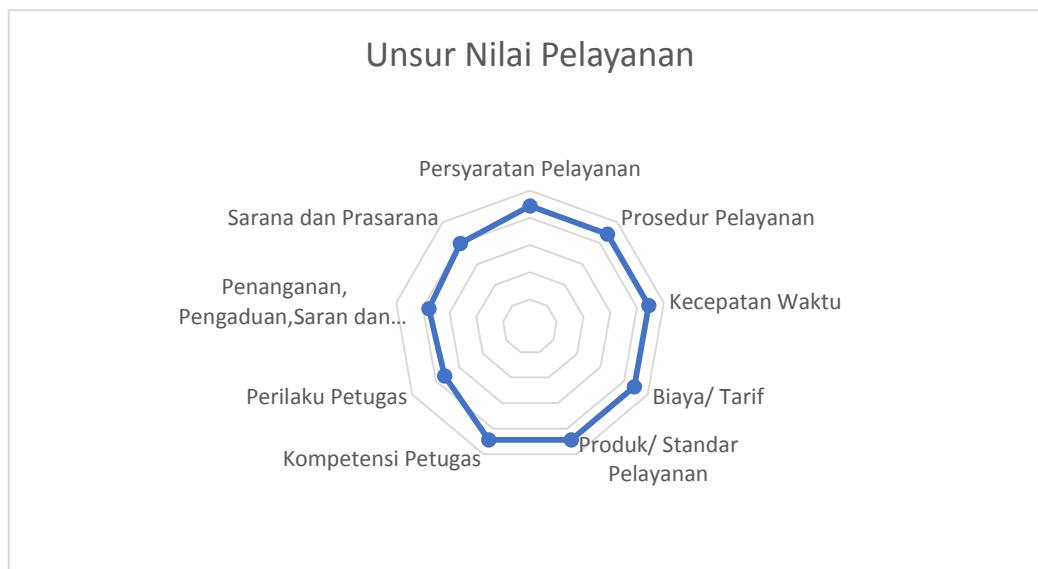 Unsur Nilai Pelayanan
Persyaratan Pelayanan
Prosedur Pelayanan
Kecepatan Waktu
Biaya/ Tarif
Produk/ Standar
Pelayanan
Kompetensi Petugas
Perilaku Petugas
Penanganan,
Pengaduan,Saran dan...
Sarana dan Prasarana